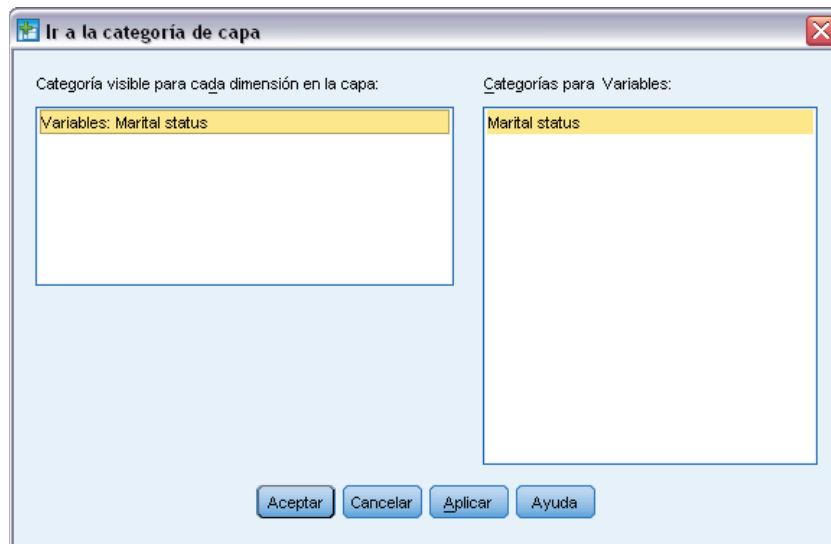 Ir a la categoría de capa
Categoría visible para cada dimensión en la capa:
Variables: Marital status
Categorías para Variables:
Marital status
Aceptar
Cancelar
Aplicar
Ayuda